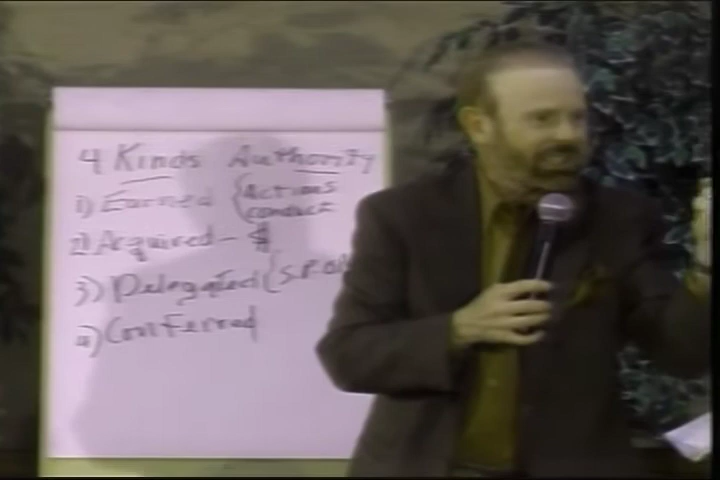 4 Kinds Authority
1) Earned { Actions
conduct
2) Acquired - $
3) Delegated ( S.P.O
4) Conferred